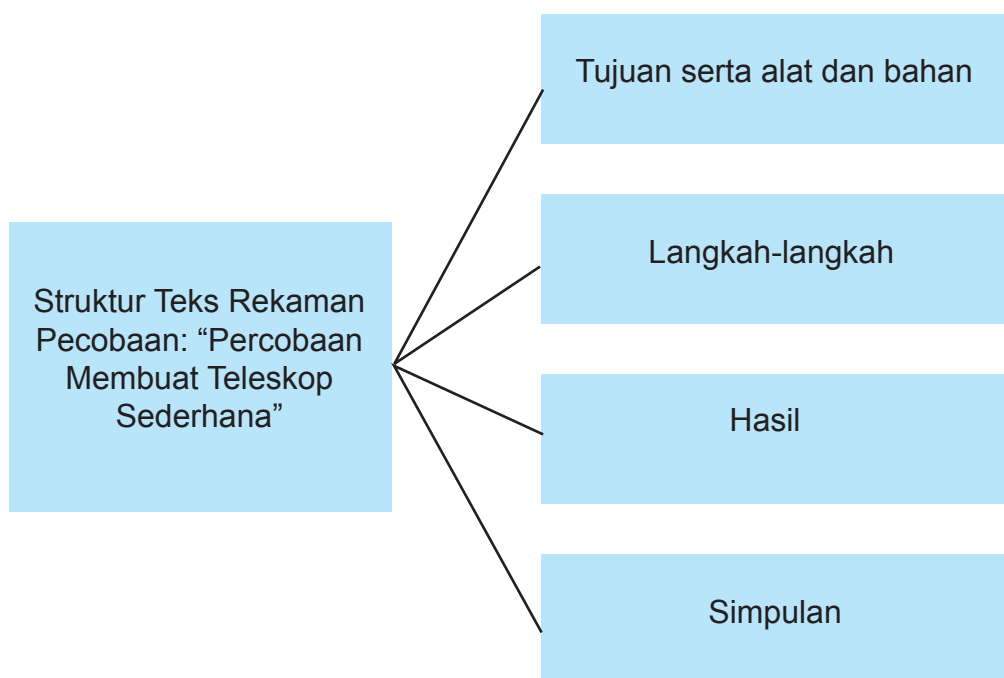 Struktur Teks Rekaman
Pecobaan: “Percobaan
Membuat Teleskop
Sederhana”
Tujuan serta alat dan bahan
Langkah-langkah
Hasil
Simpulan